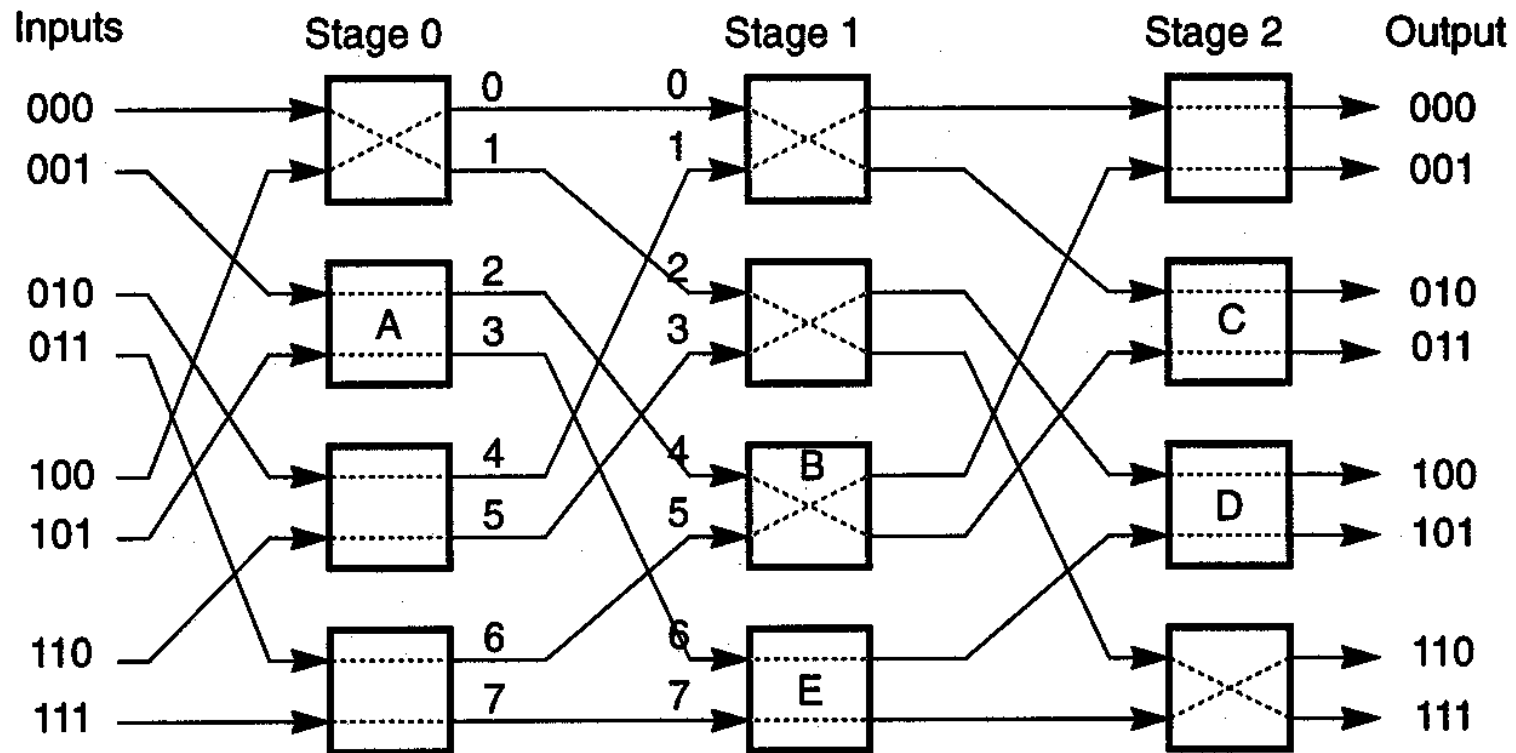 Inputs Stage 0 Stage 1 Stage 2 Output
000 0 0 000
001 1 1 001
010 2 2 010
A C
011 3 3 011
100 4 4 B 100
D
101 5 5 101
110 6 6 110
E
111 7 7 111